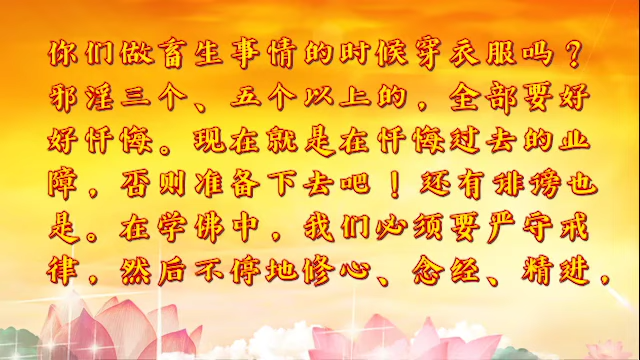 你们做畜生事情的时候穿衣服吗？
邪淫三个、五个以上的，全部要好
好忏悔。现在就是在忏悔过去的业
障，否则准备下去吧！还有诽谤也
是。在学佛中，我们必须要严守戒
律，然后不停地修心、念经、精进，